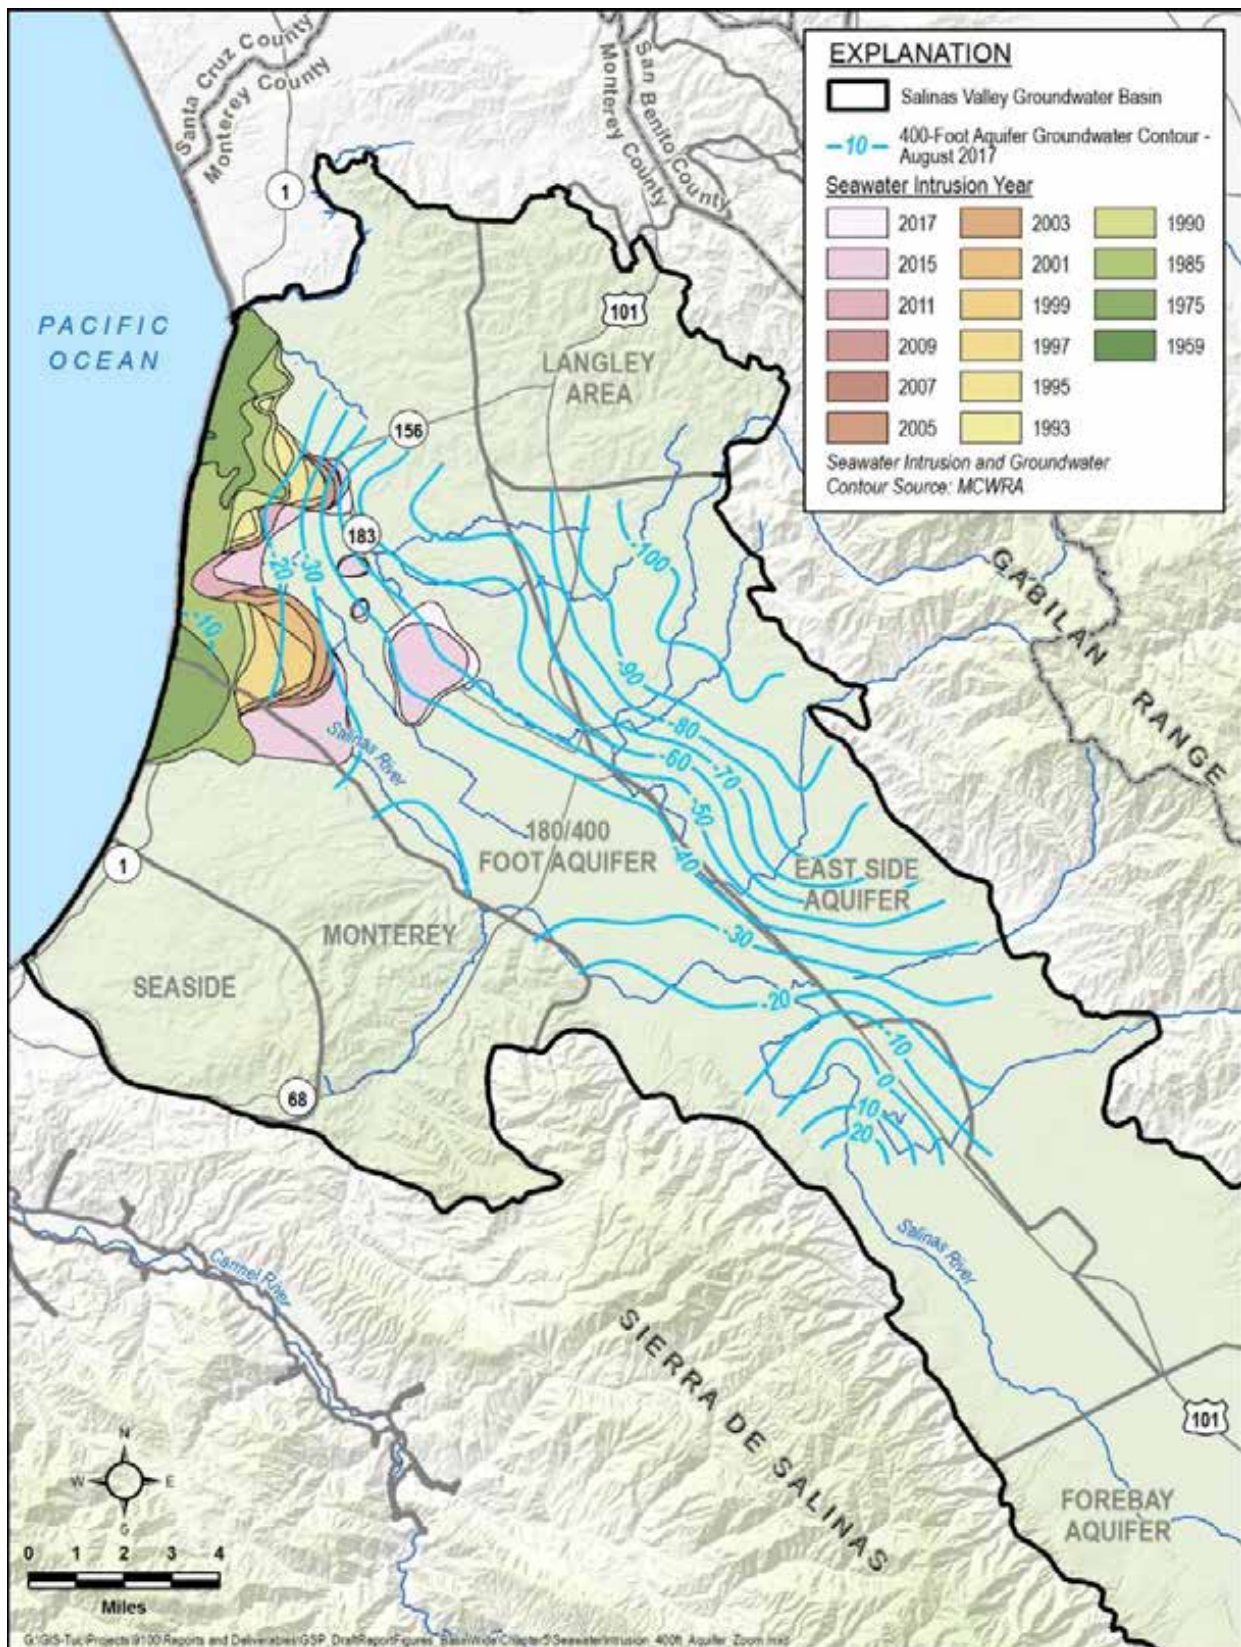 EXPLANATION
Salinas Valley Groundwater Basin
-10
400-Foot Aquifer Groundwater Contour -
August 2017
Seawater Intrusion Year
2017
2015
2011
2009
2007
2005
2003
2001
1999
1997
1995
1993
1990
1985
1975
1959
Seawater Intrusion and Groundwater
Contour Source: MCWRA
Santa Cruz County
Monterey County
San Benito County
Monterey County
1
PACIFIC
OCEAN
101
LANGLEY
AREA
156
183
-20
-30
-10
-100
-90
-80
-70
-60
-50
-40
GABILAN
RANGE
Salinas River
180/400
FOOT AQUIFER
EAST SIDE
AQUIFER
1
MONTEREY
SEASIDE
-30
-20
-10
0
10
20
68
Salinas River
Carmel River
SIERRA DE SALINAS
101
FOREBAY
AQUIFER
N
W
E
S
0 1 2 3 4
Miles